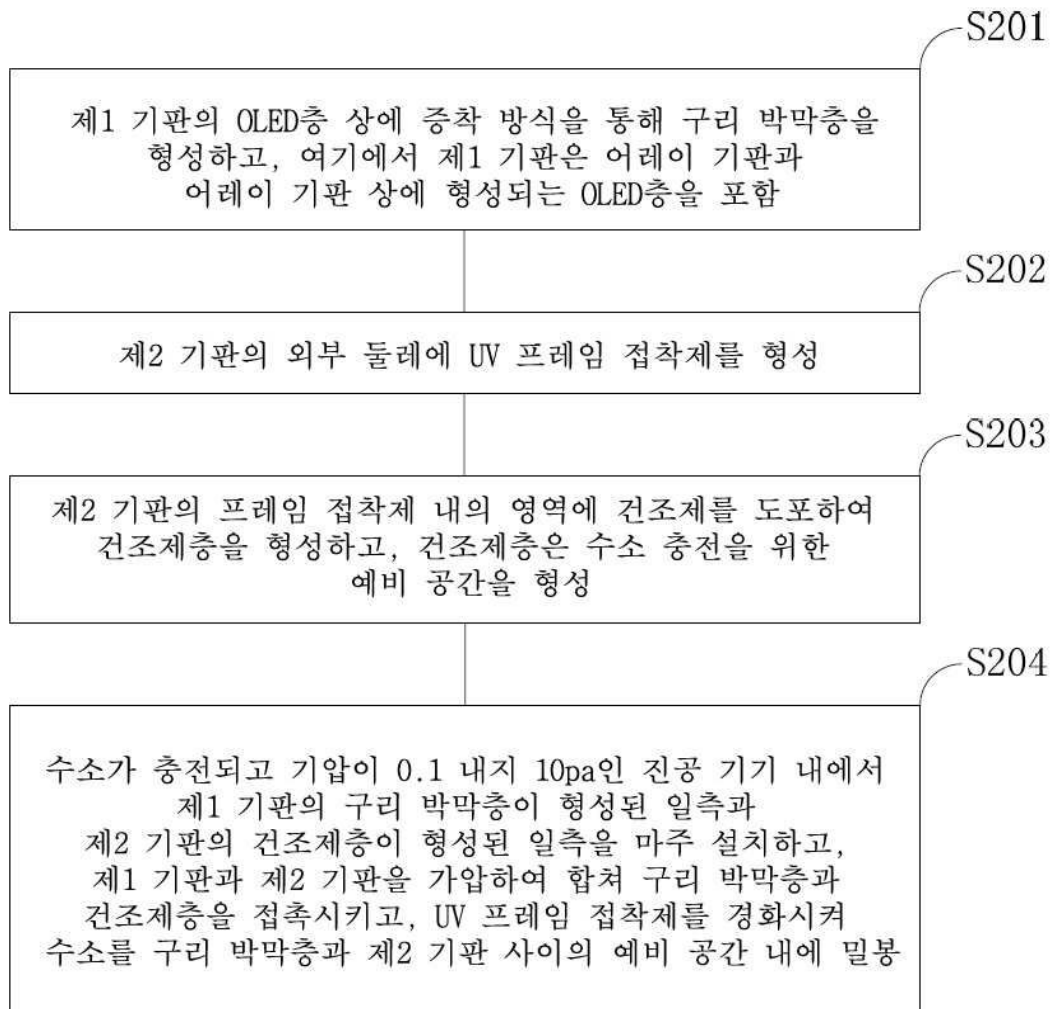 S201
제1 기판의 OLED층 상에 증착 방식을 통해 구리 박막층을
형성하고, 여기에서 제1 기판은 어레이 기판과
어레이 기판 상에 형성되는 OLED층을 포함
S202
제2 기판의 외부 둘레에 UV 프레임 접착제를 형성
S203
제2 기판의 프레임 접착제 내의 영역에 건조제를 도포하여
건조제층을 형성하고, 건조제층은 수소 충전을 위한
예비 공간을 형성
S204
수소가 충전되고 기압이 0.1 내지 10pa인 진공 기기 내에서
제1 기판의 구리 박막층이 형성된 일측과
제2 기판의 건조제층이 형성된 일측을 마주 설치하고,
제1 기판과 제2 기판을 가압하여 합쳐 구리 박막층과
건조제층을 접촉시키고, UV 프레임 접착제를 경화시켜
수소를 구리 박막층과 제2 기판 사이의 예비 공간 내에 밀봉